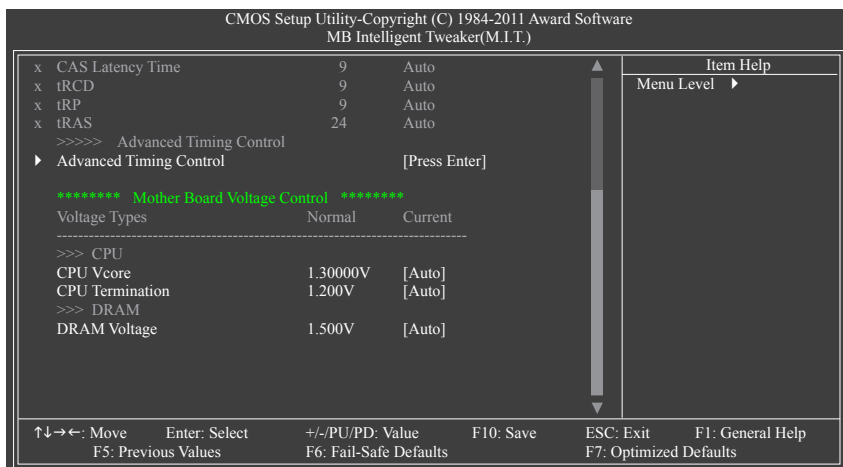 CMOS Setup Utility-Copyright (C) 1984-2011 Award Software
MB Intelligent Tweaker(M.I.T.)
x CAS Latency Time 9 Auto
x tRCD 9 Auto
x tRP 9 Auto
x tRAS 24 Auto
>>>>> Advanced Timing Control
Advanced Timing Control [Press Enter]
******** Mother Board Voltage Control ********
Voltage Types Normal Current
-----------------------------------------------------------------------------
>>> CPU
CPU Vcore 1.30000V [Auto]
CPU Termination 1.200V [Auto]
>>> DRAM
DRAM Voltage 1.500V [Auto]
Item Help
Menu Level
↑↓→←: Move Enter: Select +/-/PU/PD: Value F10: Save ESC: Exit F1: General Help
F5: Previous Values F6: Fail-Safe Defaults F7: Optimized Defaults